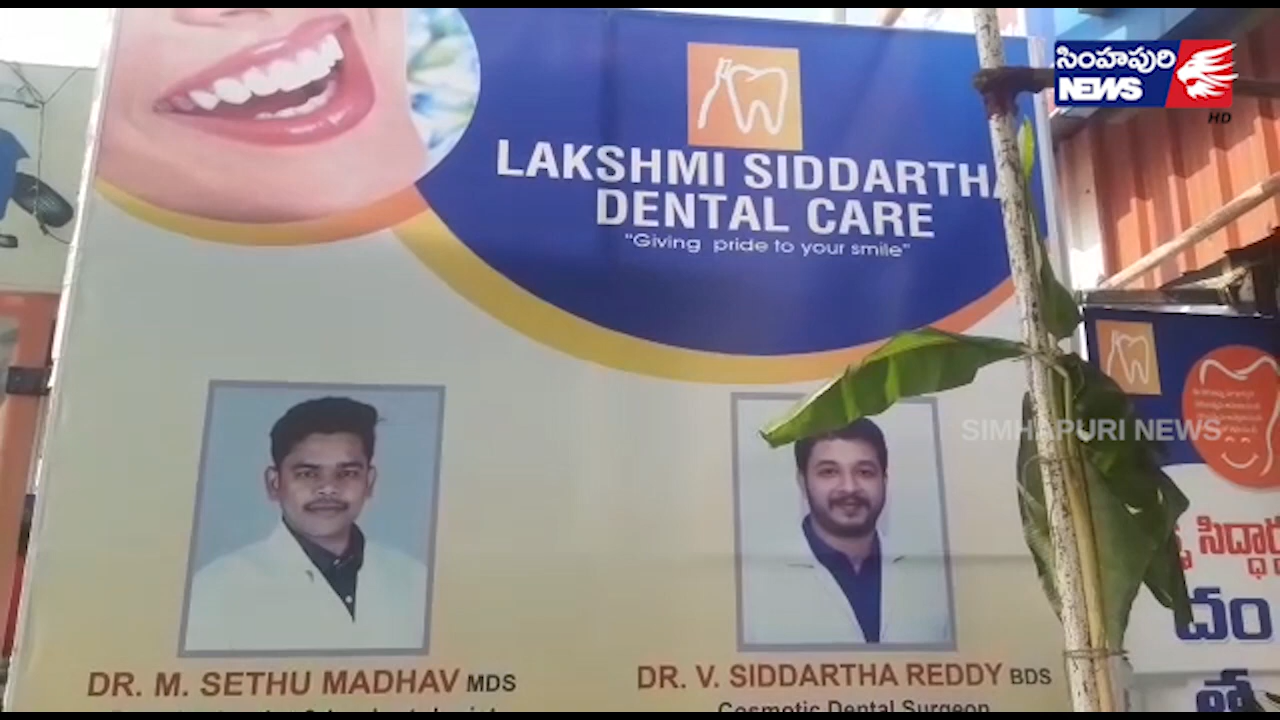 సింహపురి
NEWS
HD
LAKSHMI SIDDARTHA
DENTAL CARE
"Giving pride to your smile"
SIMHAPURI NEWS
DR. M. SETHU MADHAV MDS
DR. V. SIDDARTHA REDDY BDS
Cosmetic Dental Surgeon
దం